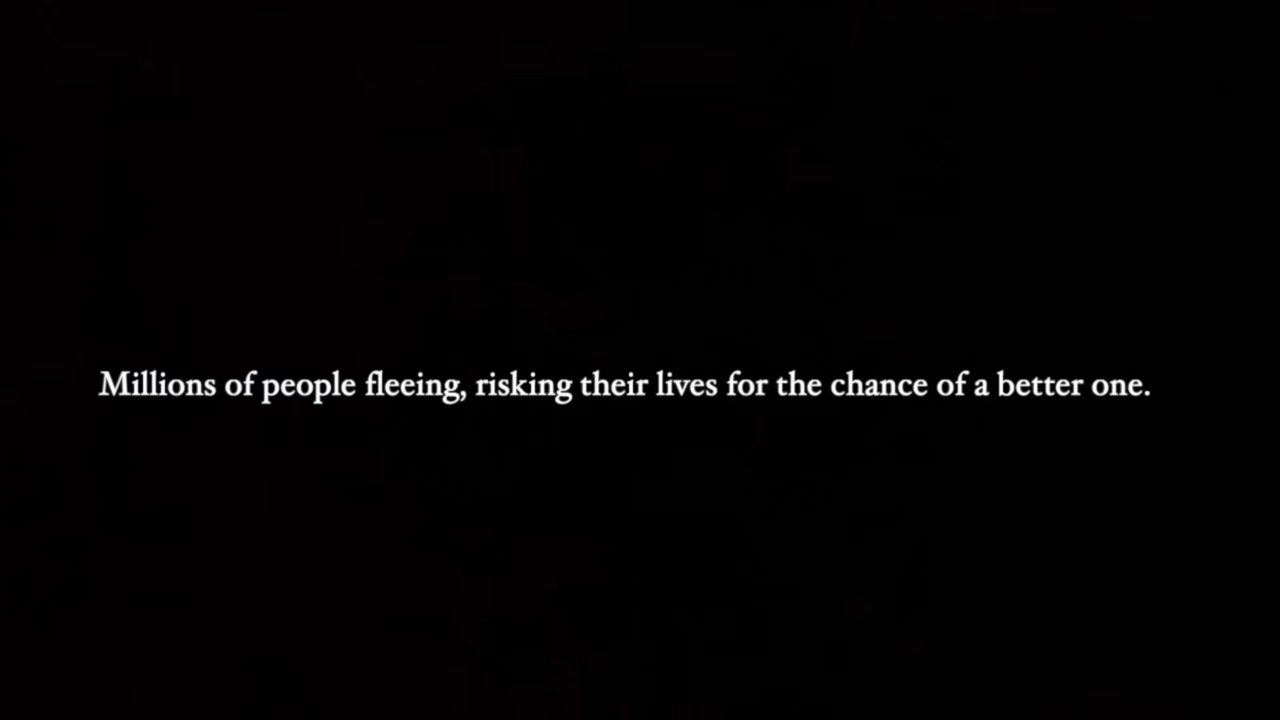 Millions of people fleeing, risking their lives for the chance of a better one.